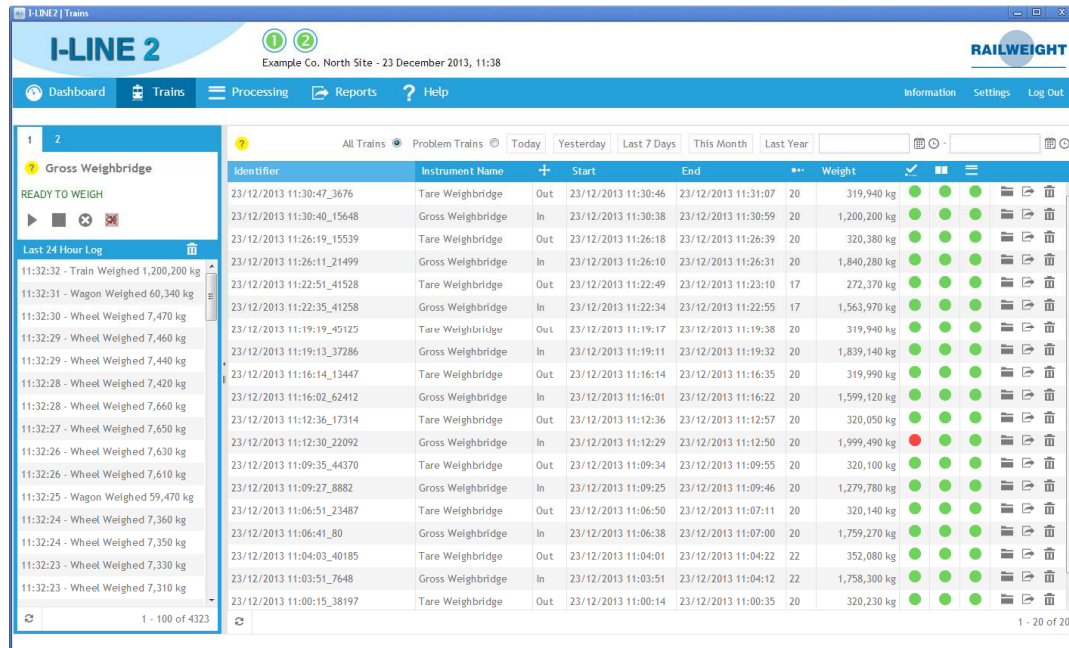 I-LINE2 | Trains
I-LINE 2
1 2
Example Co. North Site - 23 December 2013, 11:38
RAILWEIGHT
Dashboard Trains Processing Reports ? Help Information Settings Log Out
1 2
? Gross Weighbridge
READY TO WEIGH
Last 24 Hour Log
11:32:32 - Train Weighed 1,200,200 kg
11:32:31 - Wagon Weighed 60,340 kg
11:32:30 - Wheel Weighed 7,470 kg
11:32:29 - Wheel Weighed 7,460 kg
11:32:29 - Wheel Weighed 7,440 kg
11:32:28 - Wheel Weighed 7,420 kg
11:32:28 - Wheel Weighed 7,660 kg
11:32:27 - Wheel Weighed 7,650 kg
11:32:26 - Wheel Weighed 7,630 kg
11:32:26 - Wheel Weighed 7,610 kg
11:32:25 - Wagon Weighed 59,470 kg
11:32:24 - Wheel Weighed 7,360 kg
11:32:24 - Wheel Weighed 7,350 kg
11:32:23 - Wheel Weighed 7,330 kg
11:32:23 - Wheel Weighed 7,310 kg
1 - 100 of 4323
? All Trains Problem Trains Today Yesterday Last 7 Days This Month Last Year -
Identifier Instrument Name Start End Weight
23/12/2013 11:30:47_3676 Tare Weighbridge Out 23/12/2013 11:30:46 23/12/2013 11:31:07 20 319,940 kg
23/12/2013 11:30:40_15648 Gross Weighbridge In 23/12/2013 11:30:38 23/12/2013 11:30:59 20 1,200,200 kg
23/12/2013 11:26:19_15539 Tare Weighbridge Out 23/12/2013 11:26:18 23/12/2013 11:26:39 20 320,380 kg
23/12/2013 11:26:11_21499 Gross Weighbridge In 23/12/2013 11:26:10 23/12/2013 11:26:31 20 1,840,280 kg
23/12/2013 11:22:51_41528 Tare Weighbridge Out 23/12/2013 11:22:49 23/12/2013 11:23:10 17 272,370 kg
23/12/2013 11:22:35_41258 Gross Weighbridge In 23/12/2013 11:22:34 23/12/2013 11:22:55 17 1,563,970 kg
23/12/2013 11:19:19_45125 Tare Weighbridge Out 23/12/2013 11:19:17 23/12/2013 11:19:38 20 319,940 kg
23/12/2013 11:19:13_37286 Gross Weighbridge In 23/12/2013 11:19:11 23/12/2013 11:19:32 20 1,839,140 kg
23/12/2013 11:16:14_13447 Tare Weighbridge Out 23/12/2013 11:16:14 23/12/2013 11:16:35 20 319,990 kg
23/12/2013 11:16:02_62412 Gross Weighbridge In 23/12/2013 11:16:01 23/12/2013 11:16:22 20 1,599,120 kg
23/12/2013 11:12:36_17314 Tare Weighbridge Out 23/12/2013 11:12:36 23/12/2013 11:12:57 20 320,050 kg
23/12/2013 11:12:30_22092 Gross Weighbridge In 23/12/2013 11:12:29 23/12/2013 11:12:50 20 1,999,490 kg
23/12/2013 11:09:35_44370 Tare Weighbridge Out 23/12/2013 11:09:34 23/12/2013 11:09:55 20 320,100 kg
23/12/2013 11:09:27_8882 Gross Weighbridge In 23/12/2013 11:09:25 23/12/2013 11:09:46 20 1,279,780 kg
23/12/2013 11:06:51_23487 Tare Weighbridge Out 23/12/2013 11:06:50 23/12/2013 11:07:11 20 320,140 kg
23/12/2013 11:06:41_80 Gross Weighbridge In 23/12/2013 11:06:38 23/12/2013 11:07:00 20 1,759,270 kg
23/12/2013 11:04:03_40185 Tare Weighbridge Out 23/12/2013 11:04:01 23/12/2013 11:04:22 22 352,080 kg
23/12/2013 11:03:51_7648 Gross Weighbridge In 23/12/2013 11:03:51 23/12/2013 11:04:12 22 1,758,300 kg
23/12/2013 11:00:15_38197 Tare Weighbridge Out 23/12/2013 11:00:14 23/12/2013 11:00:35 20 320,230 kg
1 - 20 of 20